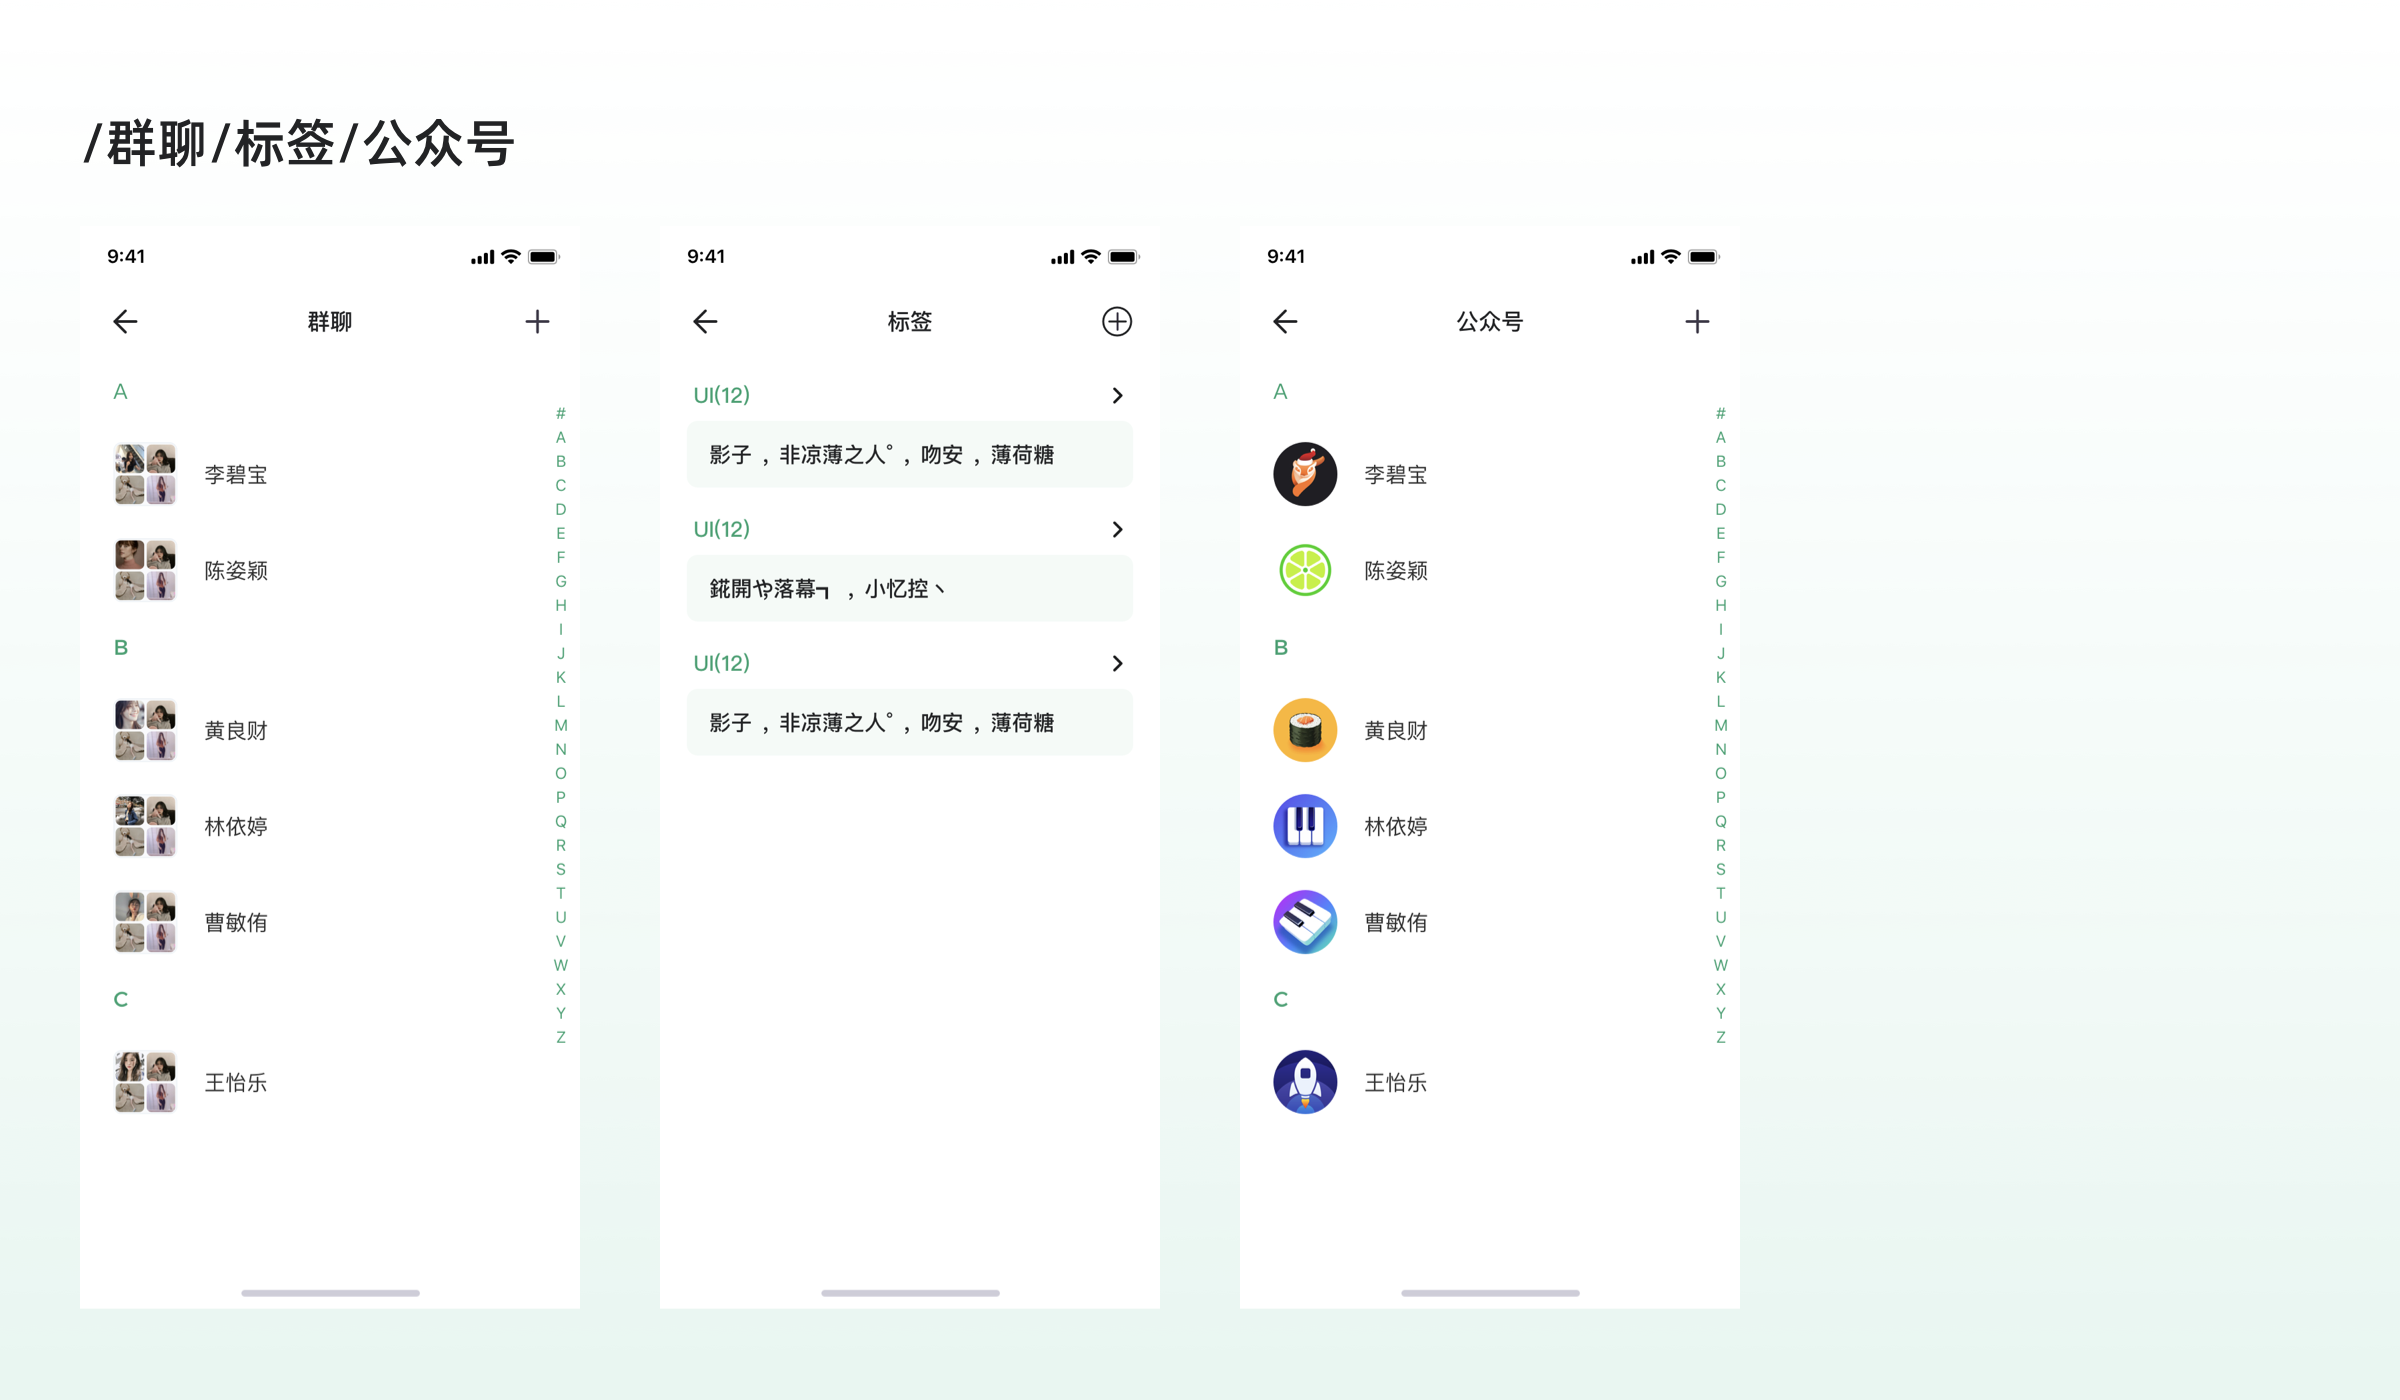 /群聊/标签/公众号
9:41
群聊
A
李碧宝
陈姿颖
B
黄良财
林依婷
曹敏侑
C
王怡乐
#
A
B
C
D
E
F
G
H
I
J
K
L
M
N
O
P
Q
R
S
T
U
V
W
X
Y
Z
9:41
标签
UI(12)
影子 ，非凉薄之人° ，吻安 ，薄荷糖
UI(12)
錵開や落幕┓ ，小忆控丶
UI(12)
影子 ，非凉薄之人° ，吻安 ，薄荷糖
9:41
公众号
A
李碧宝
陈姿颖
B
黄良财
林依婷
曹敏侑
C
王怡乐
#
A
B
C
D
E
F
G
H
I
J
K
L
M
N
O
P
Q
R
S
T
U
V
W
X
Y
Z